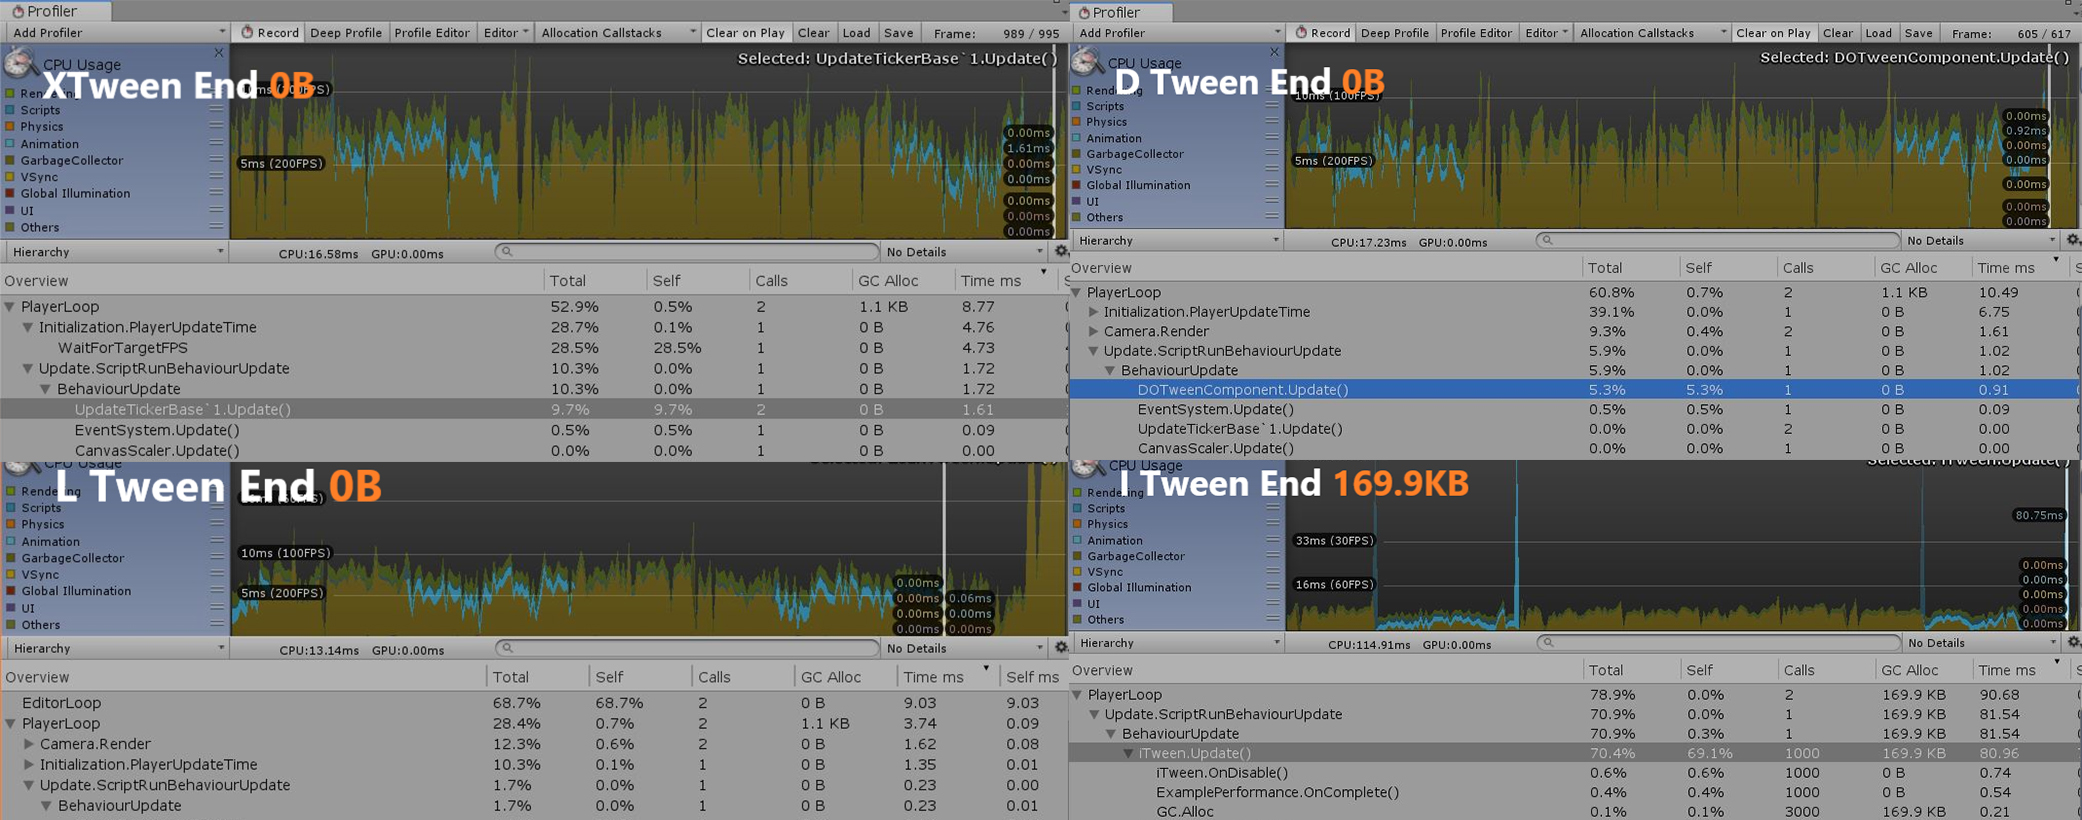 Profiler
Add Profiler Record Deep Profile Profile Editor Editor Allocation Callstacks Clear on Play Clear Load Save Frame: 989 / 995
CPU Usage
Selected: UpdateTickerBase`1.Update()
XTween End 0B
Rendering
Scripts
Physics
Animation
GarbageCollector
VSync
Global Illumination
UI
Others
5ms (200FPS)
0.00ms
1.61ms
0.00ms
0.00ms
0.00ms
0.00ms
0.00ms
Hierarchy CPU:16.58ms GPU:0.00ms No Details
Overview Total Self Calls GC Alloc Time ms
PlayerLoop 52.9% 0.5% 2 1.1 KB 8.77
Initialization.PlayerUpdateTime 28.7% 0.1% 1 0 B 4.76
WaitForTargetFPS 28.5% 28.5% 1 0 B 4.73
Update.ScriptRunBehaviourUpdate 10.3% 0.0% 1 0 B 1.72
BehaviourUpdate 10.3% 0.0% 1 0 B 1.72
UpdateTickerBase`1.Update() 9.7% 9.7% 2 0 B 1.61
EventSystem.Update() 0.5% 0.5% 1 0 B 0.09
CanvasScaler.Update() 0.0% 0.0% 1 0 B 0.00
Profiler
Add Profiler Record Deep Profile Profile Editor Editor Allocation Callstacks Clear on Play Clear Load Save Frame: 605 / 617
CPU Usage
Selected: DOTweenComponent.Update()
D Tween End 0B
Rendering
Scripts
Physics
Animation
GarbageCollector
VSync
Global Illumination
UI
Others
10ms (100FPS)
5ms (200FPS)
0.00ms
0.92ms
0.00ms
0.00ms
0.00ms
0.00ms
0.00ms
Hierarchy CPU:17.23ms GPU:0.00ms No Details
Overview Total Self Calls GC Alloc Time ms
PlayerLoop 60.8% 0.7% 2 1.1 KB 10.49
Initialization.PlayerUpdateTime 39.1% 0.0% 1 0 B 6.75
Camera.Render 9.3% 0.4% 2 0 B 1.61
Update.ScriptRunBehaviourUpdate 5.9% 0.0% 1 0 B 1.02
BehaviourUpdate 5.9% 0.0% 1 0 B 1.02
DOTweenComponent.Update() 5.3% 5.3% 1 0 B 0.91
EventSystem.Update() 0.5% 0.5% 1 0 B 0.09
UpdateTickerBase`1.Update() 0.0% 0.0% 2 0 B 0.00
CanvasScaler.Update() 0.0% 0.0% 1 0 B 0.00
CPU Usage
L Tween End 0B
Rendering
Scripts
Physics
Animation
GarbageCollector
VSync
Global Illumination
UI
Others
10ms (100FPS)
5ms (200FPS)
0.00ms
0.00ms 0.06ms
0.00ms 0.00ms
0.00ms 0.00ms
Hierarchy CPU:13.14ms GPU:0.00ms No Details
Overview Total Self Calls GC Alloc Time ms Self ms
EditorLoop 68.7% 68.7% 2 0 B 9.03 9.03
PlayerLoop 28.4% 0.7% 2 1.1 KB 3.74 0.09
Camera.Render 12.3% 0.6% 2 0 B 1.62 0.08
Initialization.PlayerUpdateTime 10.3% 0.1% 1 0 B 1.35 0.01
Update.ScriptRunBehaviourUpdate 1.7% 0.0% 1 0 B 0.23 0.00
BehaviourUpdate 1.7% 0.0% 1 0 B 0.23 0.01
CPU Usage
Selected: iTween.Update()
I Tween End 169.9KB
Rendering
Scripts
Physics
Animation
GarbageCollector
VSync
Global Illumination
UI
Others
33ms (30FPS)
16ms (60FPS)
80.75ms
0.00ms
0.00ms
0.00ms
0.00ms
0.00ms
Hierarchy CPU:114.91ms GPU:0.00ms No Details
Overview Total Self Calls GC Alloc Time ms
PlayerLoop 78.9% 0.0% 2 169.9 KB 90.68
Update.ScriptRunBehaviourUpdate 70.9% 0.0% 1 169.9 KB 81.54
BehaviourUpdate 70.9% 0.3% 1 169.9 KB 81.54
iTween.Update() 70.4% 69.1% 1000 169.9 KB 80.96
iTween.OnDisable() 0.6% 0.6% 1000 0 B 0.74
ExamplePerformance.OnComplete() 0.4% 0.4% 1000 0 B 0.54
GC.Alloc 0.1% 0.1% 3000 169.9 KB 0.21